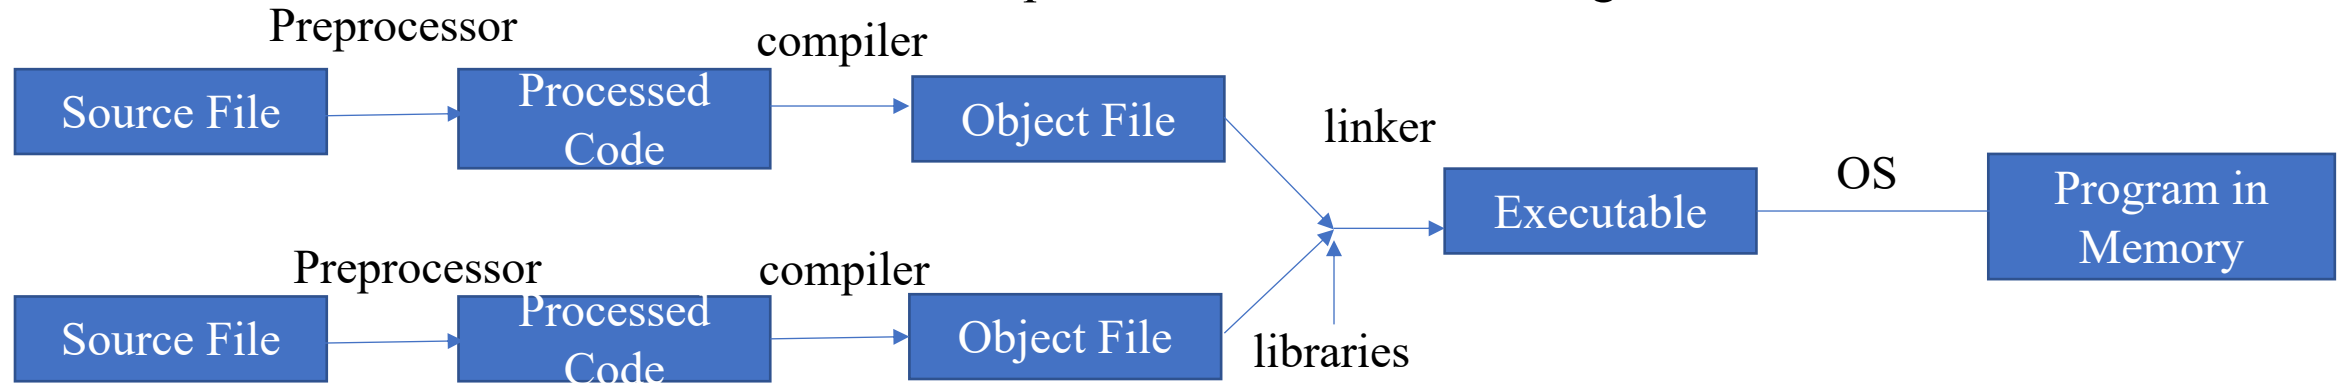 Preprocessor
compiler
Source File
Processed
Code
Object File
linker
Executable
OS
Program in
Memory
Preprocessor
compiler
Source File
Processed
Code
Object File
libraries